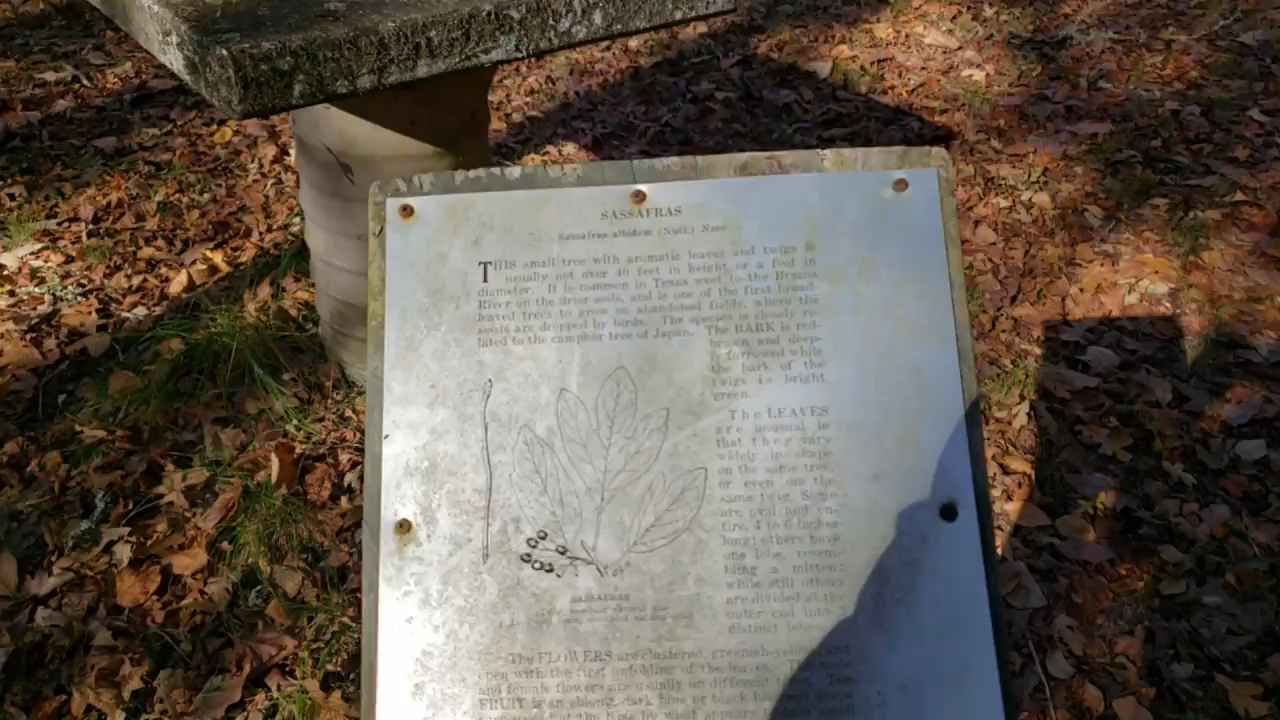 SASSAFRAS
Sassafras albidum (Nutt.) Nees
THIS small tree with aromatic leaves and twigs is
usually not over 40 feet in height or a foot in
diameter. It is common in Texas west to the Brazos
River on the drier soils, and is one of the first broad-
leaved trees to grow on abandoned fields, where the
seeds are dropped by birds. The species is closely re-
lated to the camphor tree of Japan. The BARK is red-
brown and deep-
ly furrowed while
the bark of the
twigs is bright
green.
The LEAVES
are unusual in
that they vary
widely in shape
on the same tree,
or even on the
same twig. Some
are oval and en-
tire, 4 to 6 inches
long; others have
one lobe, resem-
bling a mitten;
while still others
are divided at the
outer end into
distinct lobes.
SASSAFRAS
The FLOWERS are clustered, greenish-yellow, and
open with the first unfolding of the leaves. The male
and female flowers are usually on different trees. The
FRUIT is an oblong, dark blue or black